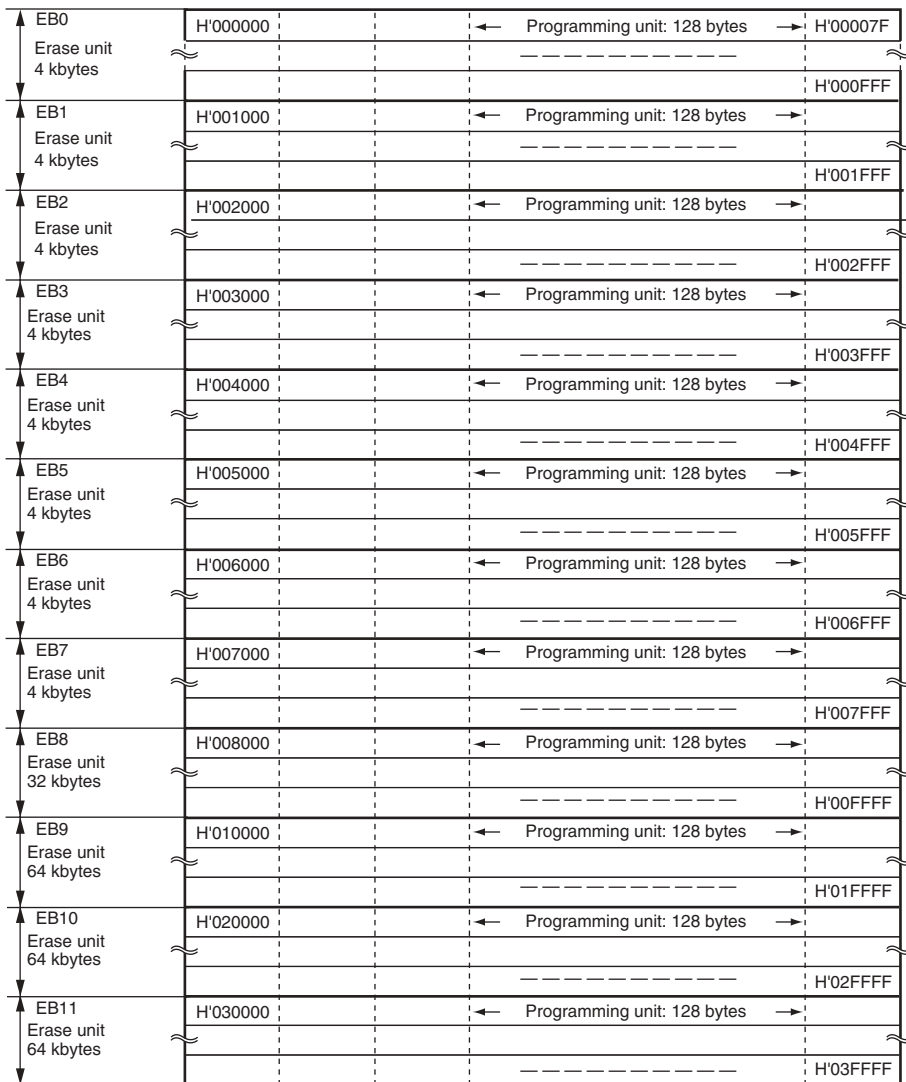 EB0
Erase unit
4 kbytes
H'000000 Programming unit: 128 bytes H'00007F
H'000FFF
EB1
Erase unit
4 kbytes
H'001000 Programming unit: 128 bytes
H'001FFF
EB2
Erase unit
4 kbytes
H'002000 Programming unit: 128 bytes
H'002FFF
EB3
Erase unit
4 kbytes
H'003000 Programming unit: 128 bytes
H'003FFF
EB4
Erase unit
4 kbytes
H'004000 Programming unit: 128 bytes
H'004FFF
EB5
Erase unit
4 kbytes
H'005000 Programming unit: 128 bytes
H'005FFF
EB6
Erase unit
4 kbytes
H'006000 Programming unit: 128 bytes
H'006FFF
EB7
Erase unit
4 kbytes
H'007000 Programming unit: 128 bytes
H'007FFF
EB8
Erase unit
32 kbytes
H'008000 Programming unit: 128 bytes
H'00FFFF
EB9
Erase unit
64 kbytes
H'010000 Programming unit: 128 bytes
H'01FFFF
EB10
Erase unit
64 kbytes
H'020000 Programming unit: 128 bytes
H'02FFFF
EB11
Erase unit
64 kbytes
H'030000 Programming unit: 128 bytes
H'03FFFF